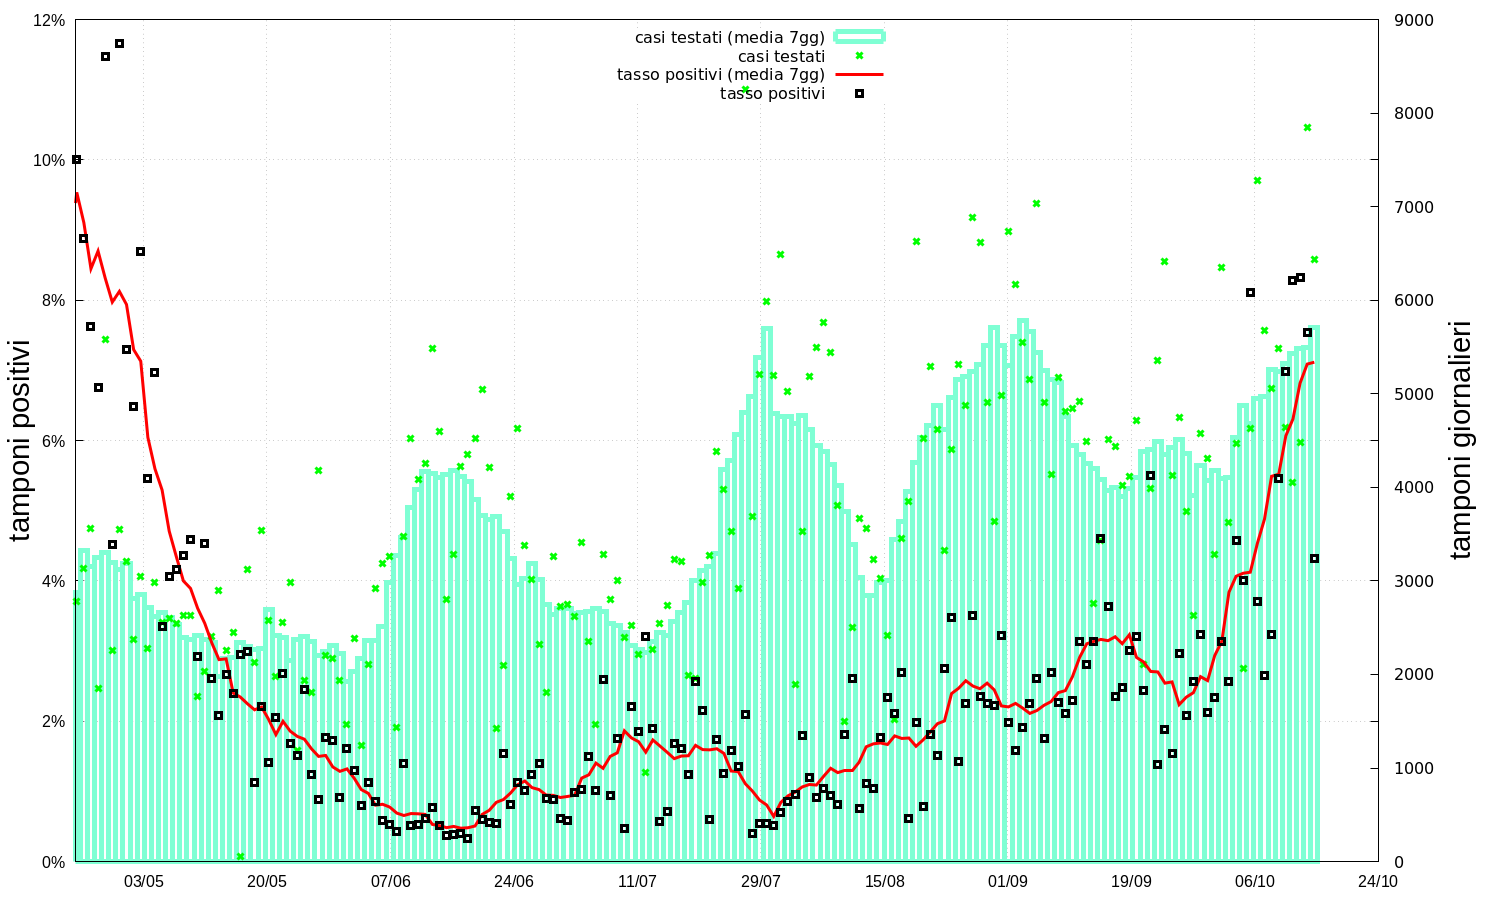 12%
10%
8%
6%
4%
2%
0%
tamponi positivi
casi testati (media 7gg)
casi testati
tasso positivi (media 7gg)
tasso positivi
9000
8000
7000
6000
5000
4000
3000
2000
1000
0
tamponi giornalieri
03/05 20/05 07/06 24/06 11/07 29/07 15/08 01/09 19/09 06/10 24/10